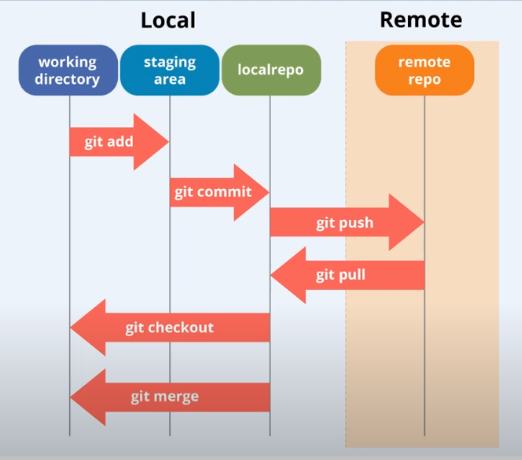 Local
Remote
working
directory
staging
area
localrepo
remote
repo
git add
git commit
git push
git pull
git checkout
git merge